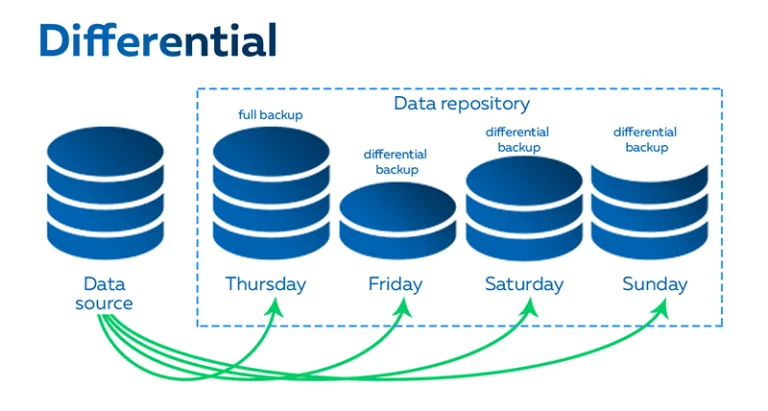 Differential
Data repository
full backup
differential
backup
differential
backup
differential
backup
Data
source
Thursday
Friday
Saturday
Sunday